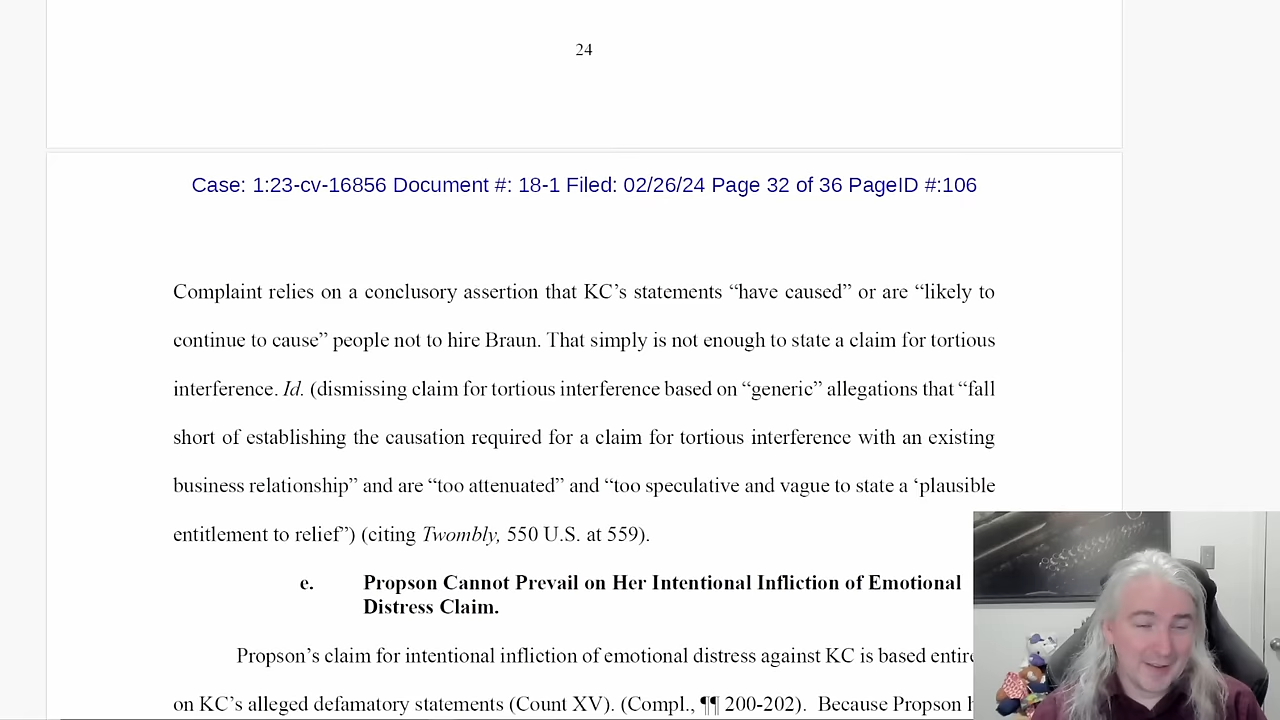 24
Case: 1:23-cv-16856 Document #: 18-1 Filed: 02/26/24 Page 32 of 36 PageID #:106
Complaint relies on a conclusory assertion that KC’s statements “have caused” or are “likely to
continue to cause” people not to hire Braun. That simply is not enough to state a claim for tortious
interference. Id. (dismissing claim for tortious interference based on “generic” allegations that “fall
short of establishing the causation required for a claim for tortious interference with an existing
business relationship” and are “too attenuated” and “too speculative and vague to state a ‘plausible
entitlement to relief”) (citing Twombly, 550 U.S. at 559).
e. Propson Cannot Prevail on Her Intentional Infliction of Emotional
Distress Claim.
Propson’s claim for intentional infliction of emotional distress against KC is based
on KC’s alleged defamatory statements (Count XV). (Compl., ¶¶ 200-202). Because Propson